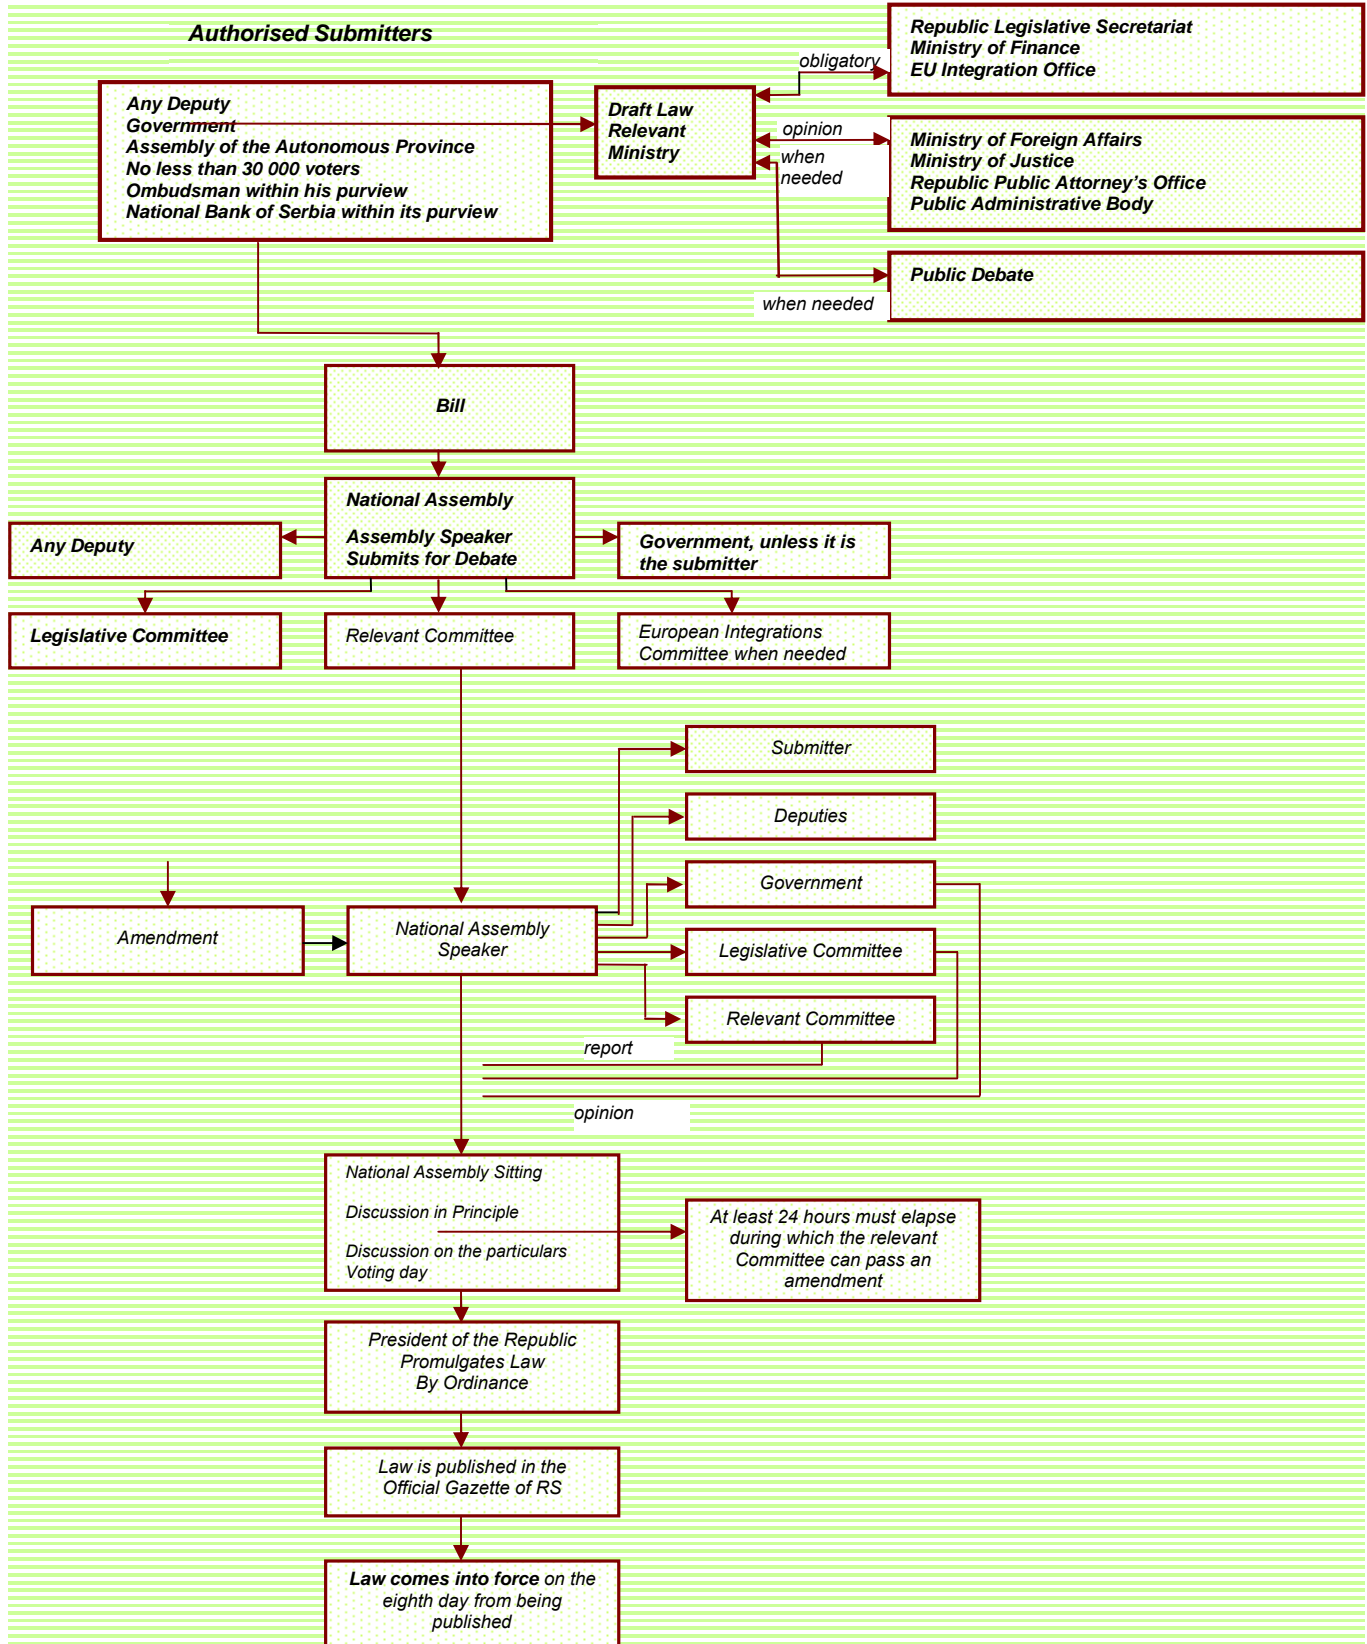 Authorised Submitters
Republic Legislative Secretariat
Ministry of Finance
EU Integration Office
obligatory
Any Deputy
Government
Assembly of the Autonomous Province
No less than 30 000 voters
Ombudsman within his purview
National Bank of Serbia within its purview
Draft Law
Relevant
Ministry
opinion
when
needed
Ministry of Foreign Affairs
Ministry of Justice
Republic Public Attorney's Office
Public Administrative Body
Public Debate
when needed
Bill
National Assembly
Assembly Speaker
Submits for Debate
Any Deputy
Government, unless it is
the submitter
Legislative Committee
Relevant Committee
European Integrations
Committee when needed
Submitter
Deputies
Government
Amendment
National Assembly
Speaker
Legislative Committee
Relevant Committee
report
opinion
National Assembly Sitting
Discussion in Principle
Discussion on the particulars
Voting day
At least 24 hours must elapse
during which the relevant
Committee can pass an
amendment
President of the Republic
Promulgates Law
By Ordinance
Law is published in the
Official Gazette of RS
Law comes into force on the
eighth day from being
published